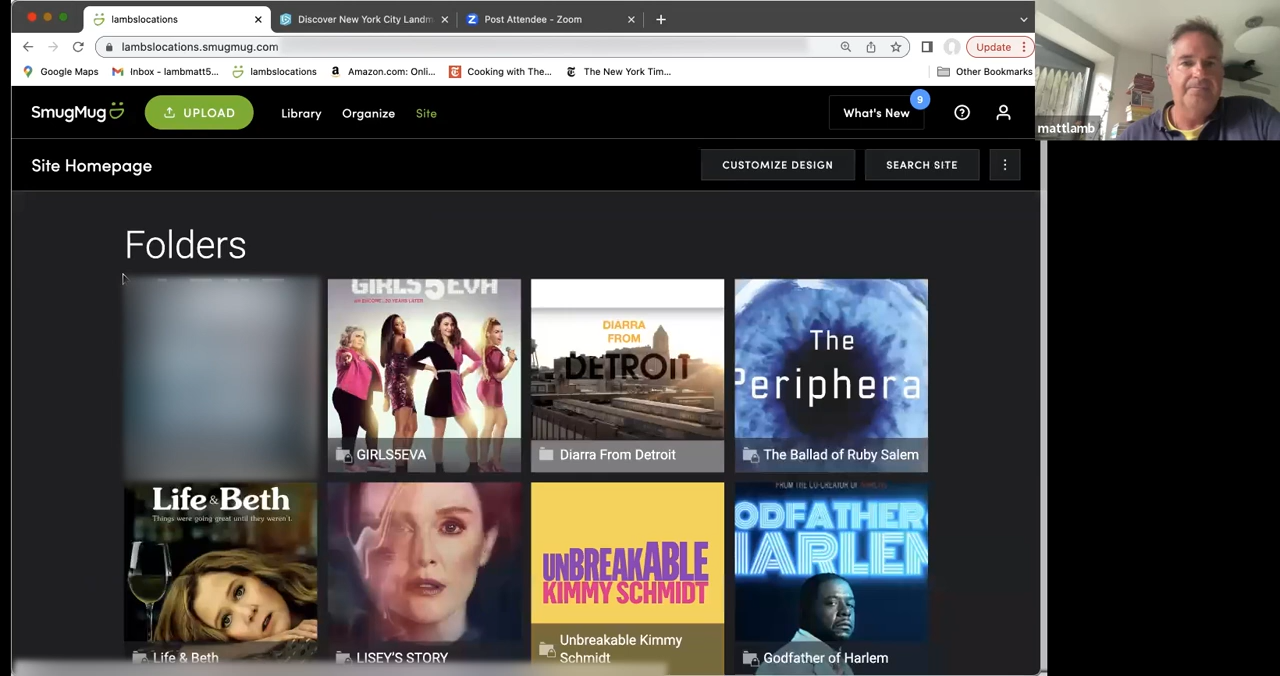 lambslocations
Discover New York City Landm
Post Attendee - Zoom
lambslocations.smugmug.com
Update
Google Maps
Inbox - lambmatt5...
lambslocations
Amazon.com: Onli...
Cooking with The...
The New York Tim...
Other Bookmarks
mattlamb
SmugMug
UPLOAD
Library
Organize
Site
What's New
9
Site Homepage
CUSTOMIZE DESIGN
SEARCH SITE
Folders
GIRLS5EVA
GIRLS5EVA
DIARRA
FROM
DETROIT
Diarra From Detroit
The
Periphera
The Ballad of Ruby Salem
Life & Beth
Things were going great until they weren't.
Life & Beth
LISEY'S STORY
UNBREAKABLE
KIMMY SCHMIDT
Unbreakable Kimmy
Schmidt
FROM THE CO-CREATOR OF
ODFATHER
HARLEM
Godfather of Harlem